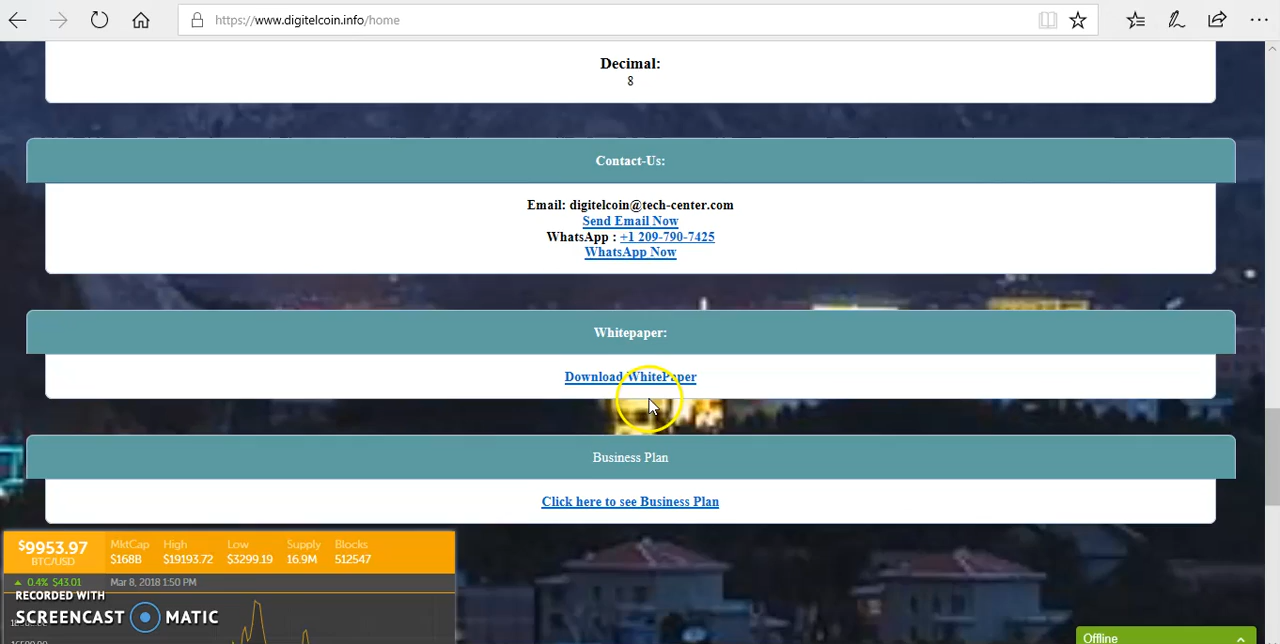 https://www.digitelcoin.info/home
Decimal:
8
Contact-Us:
Email: digitelcoin@tech-center.com
Send Email Now
WhatsApp : +1 209-790-7425
WhatsApp Now
Whitepaper:
Download WhitePaper
Business Plan
Click here to see Business Plan
$9953.97
BTC/USD
MktCap High Low Supply Blocks
$168B $19193.72 $3299.19 16.9M 512547
0.4% $43.01 Mar 8, 2018 1:50 PM
RECORDED WITH
SCREENCAST MATIC
Offline